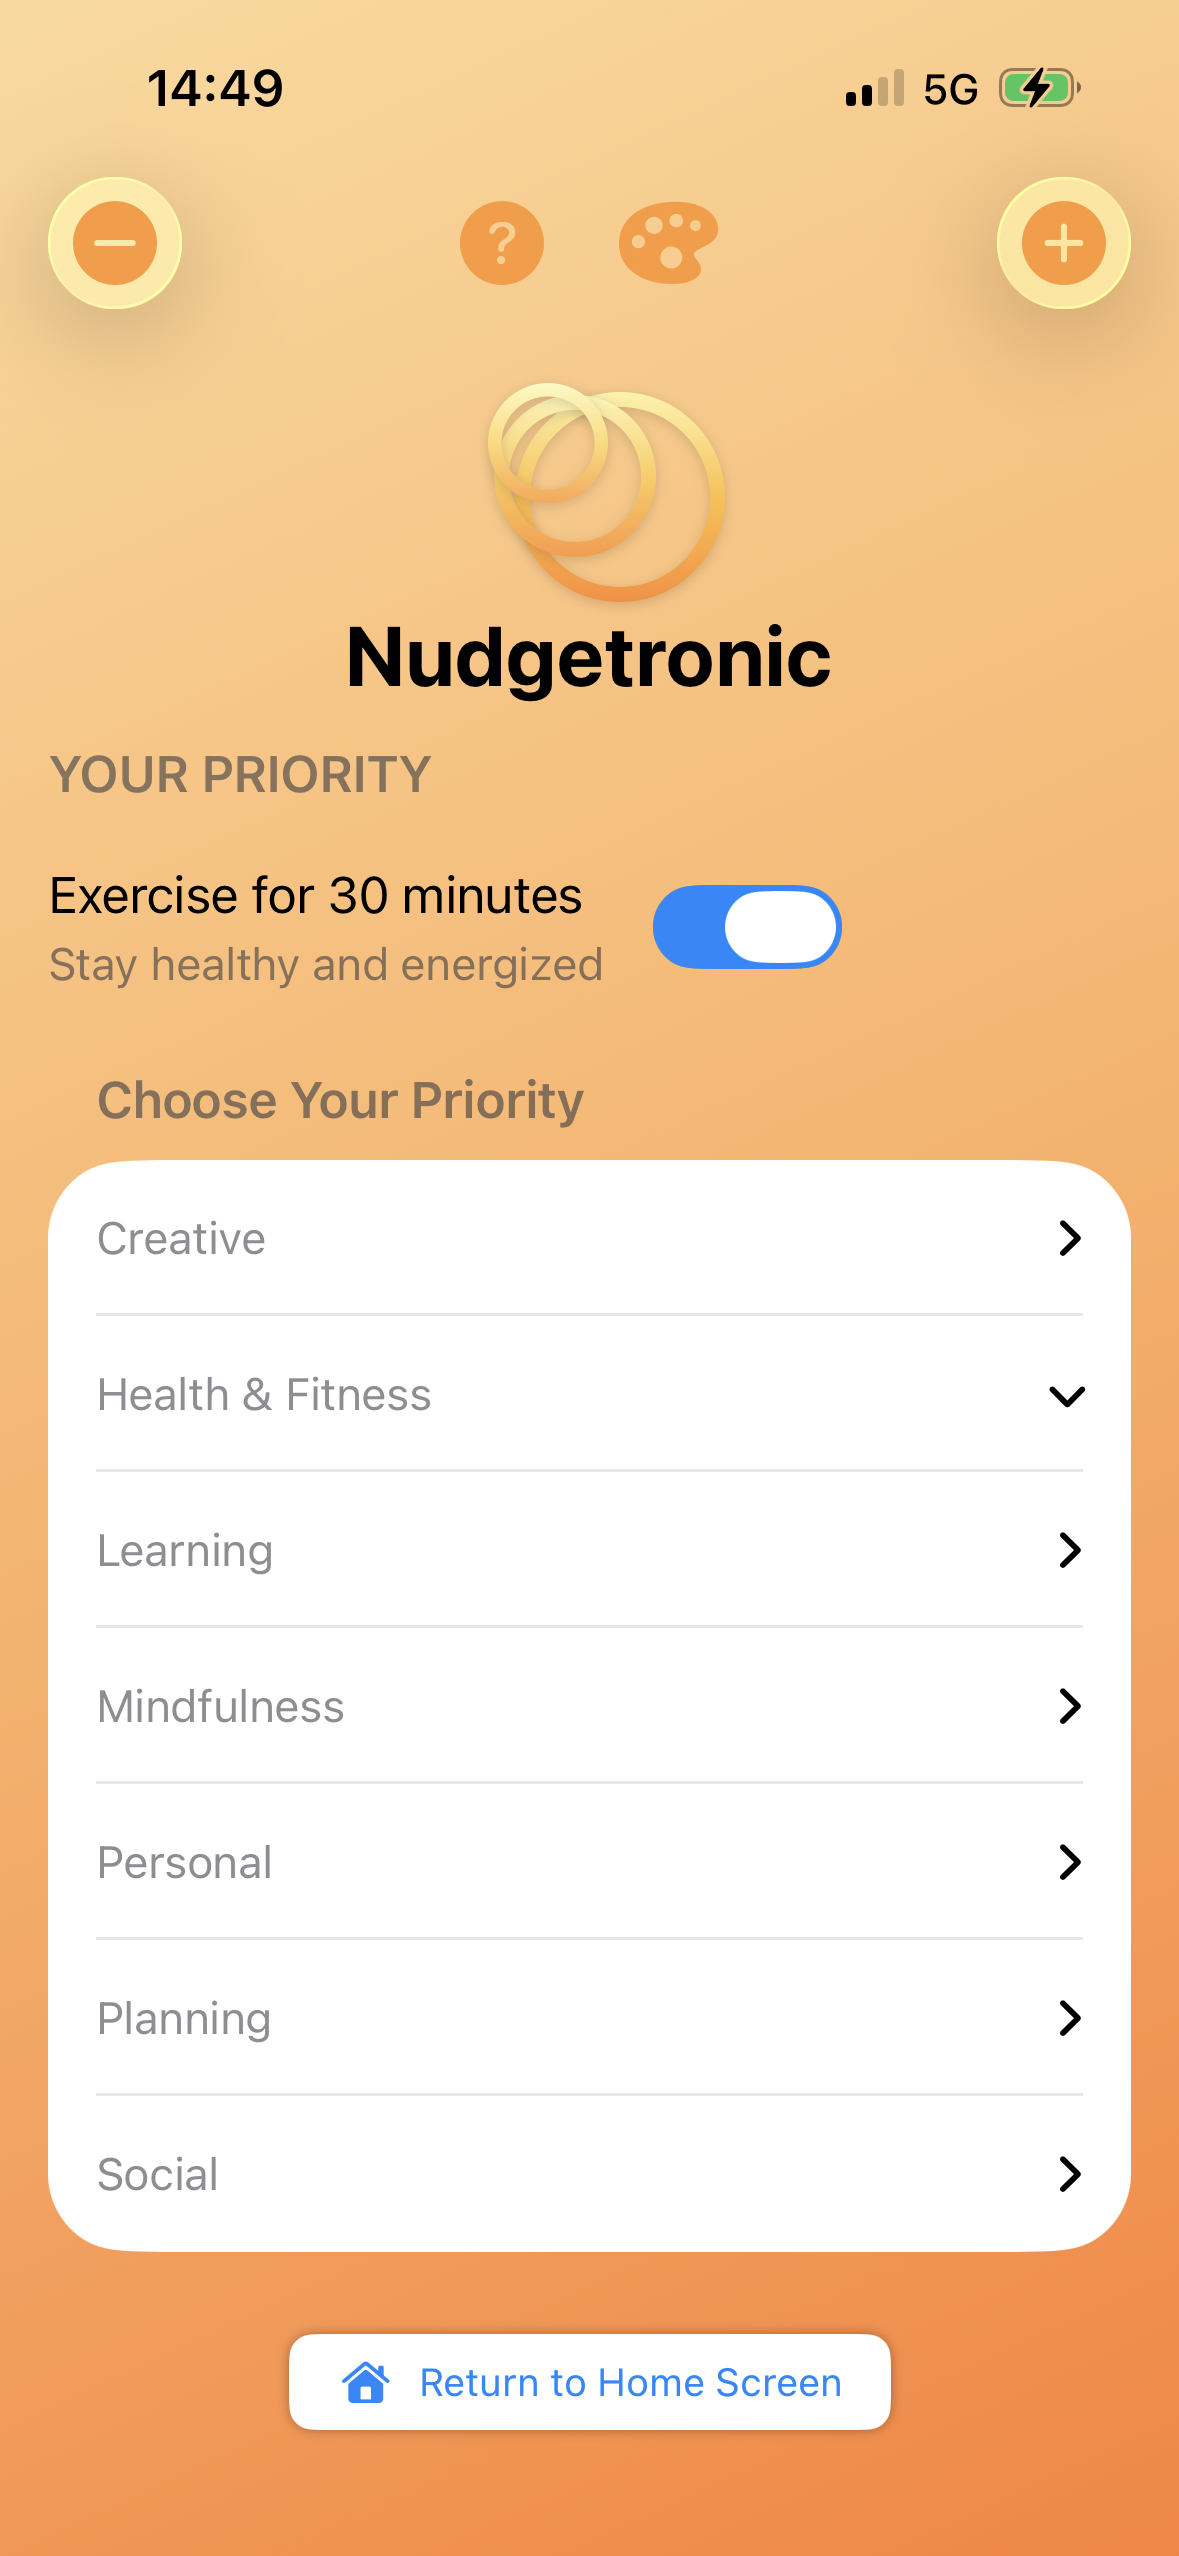 14:49
5G
?
Nudgetronic
YOUR PRIORITY
Exercise for 30 minutes
Stay healthy and energized
Choose Your Priority
Creative
Health & Fitness
Learning
Mindfulness
Personal
Planning
Social
Return to Home Screen